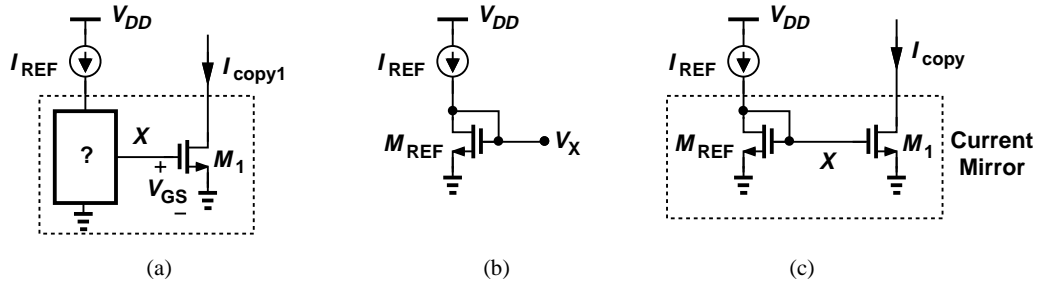 V_DD
I_REF
I_copy1
?
X
+
V_GS
−
M_1
(a)
V_DD
I_REF
M_REF
V_X
(b)
V_DD
I_REF
I_copy
M_REF
X
M_1
Current
Mirror
(c)